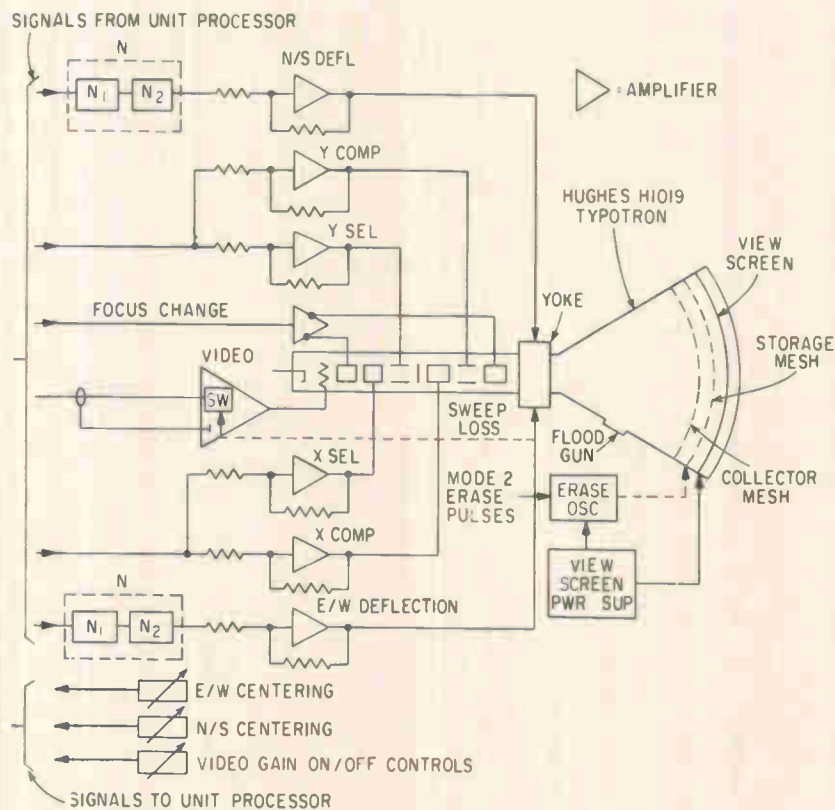 SIGNALS FROM UNIT PROCESSOR
N
N1
N2
N/S DEFL
= AMPLIFIER
Y COMP
HUGHES H1019
TYPOTRON
VIEW
SCREEN
Y SEL
YOKE
FOCUS CHANGE
STORAGE
MESH
VIDEO
SW
SWEEP
LOSS
FLOOD
GUN
X SEL
COLLECTOR
MESH
MODE 2
ERASE
PULSES
ERASE
OSC
X COMP
VIEW
SCREEN
PWR SUP
N
N1
N2
E/W DEFLECTION
E/W CENTERING
N/S CENTERING
VIDEO GAIN ON/OFF CONTROLS
SIGNALS TO UNIT PROCESSOR